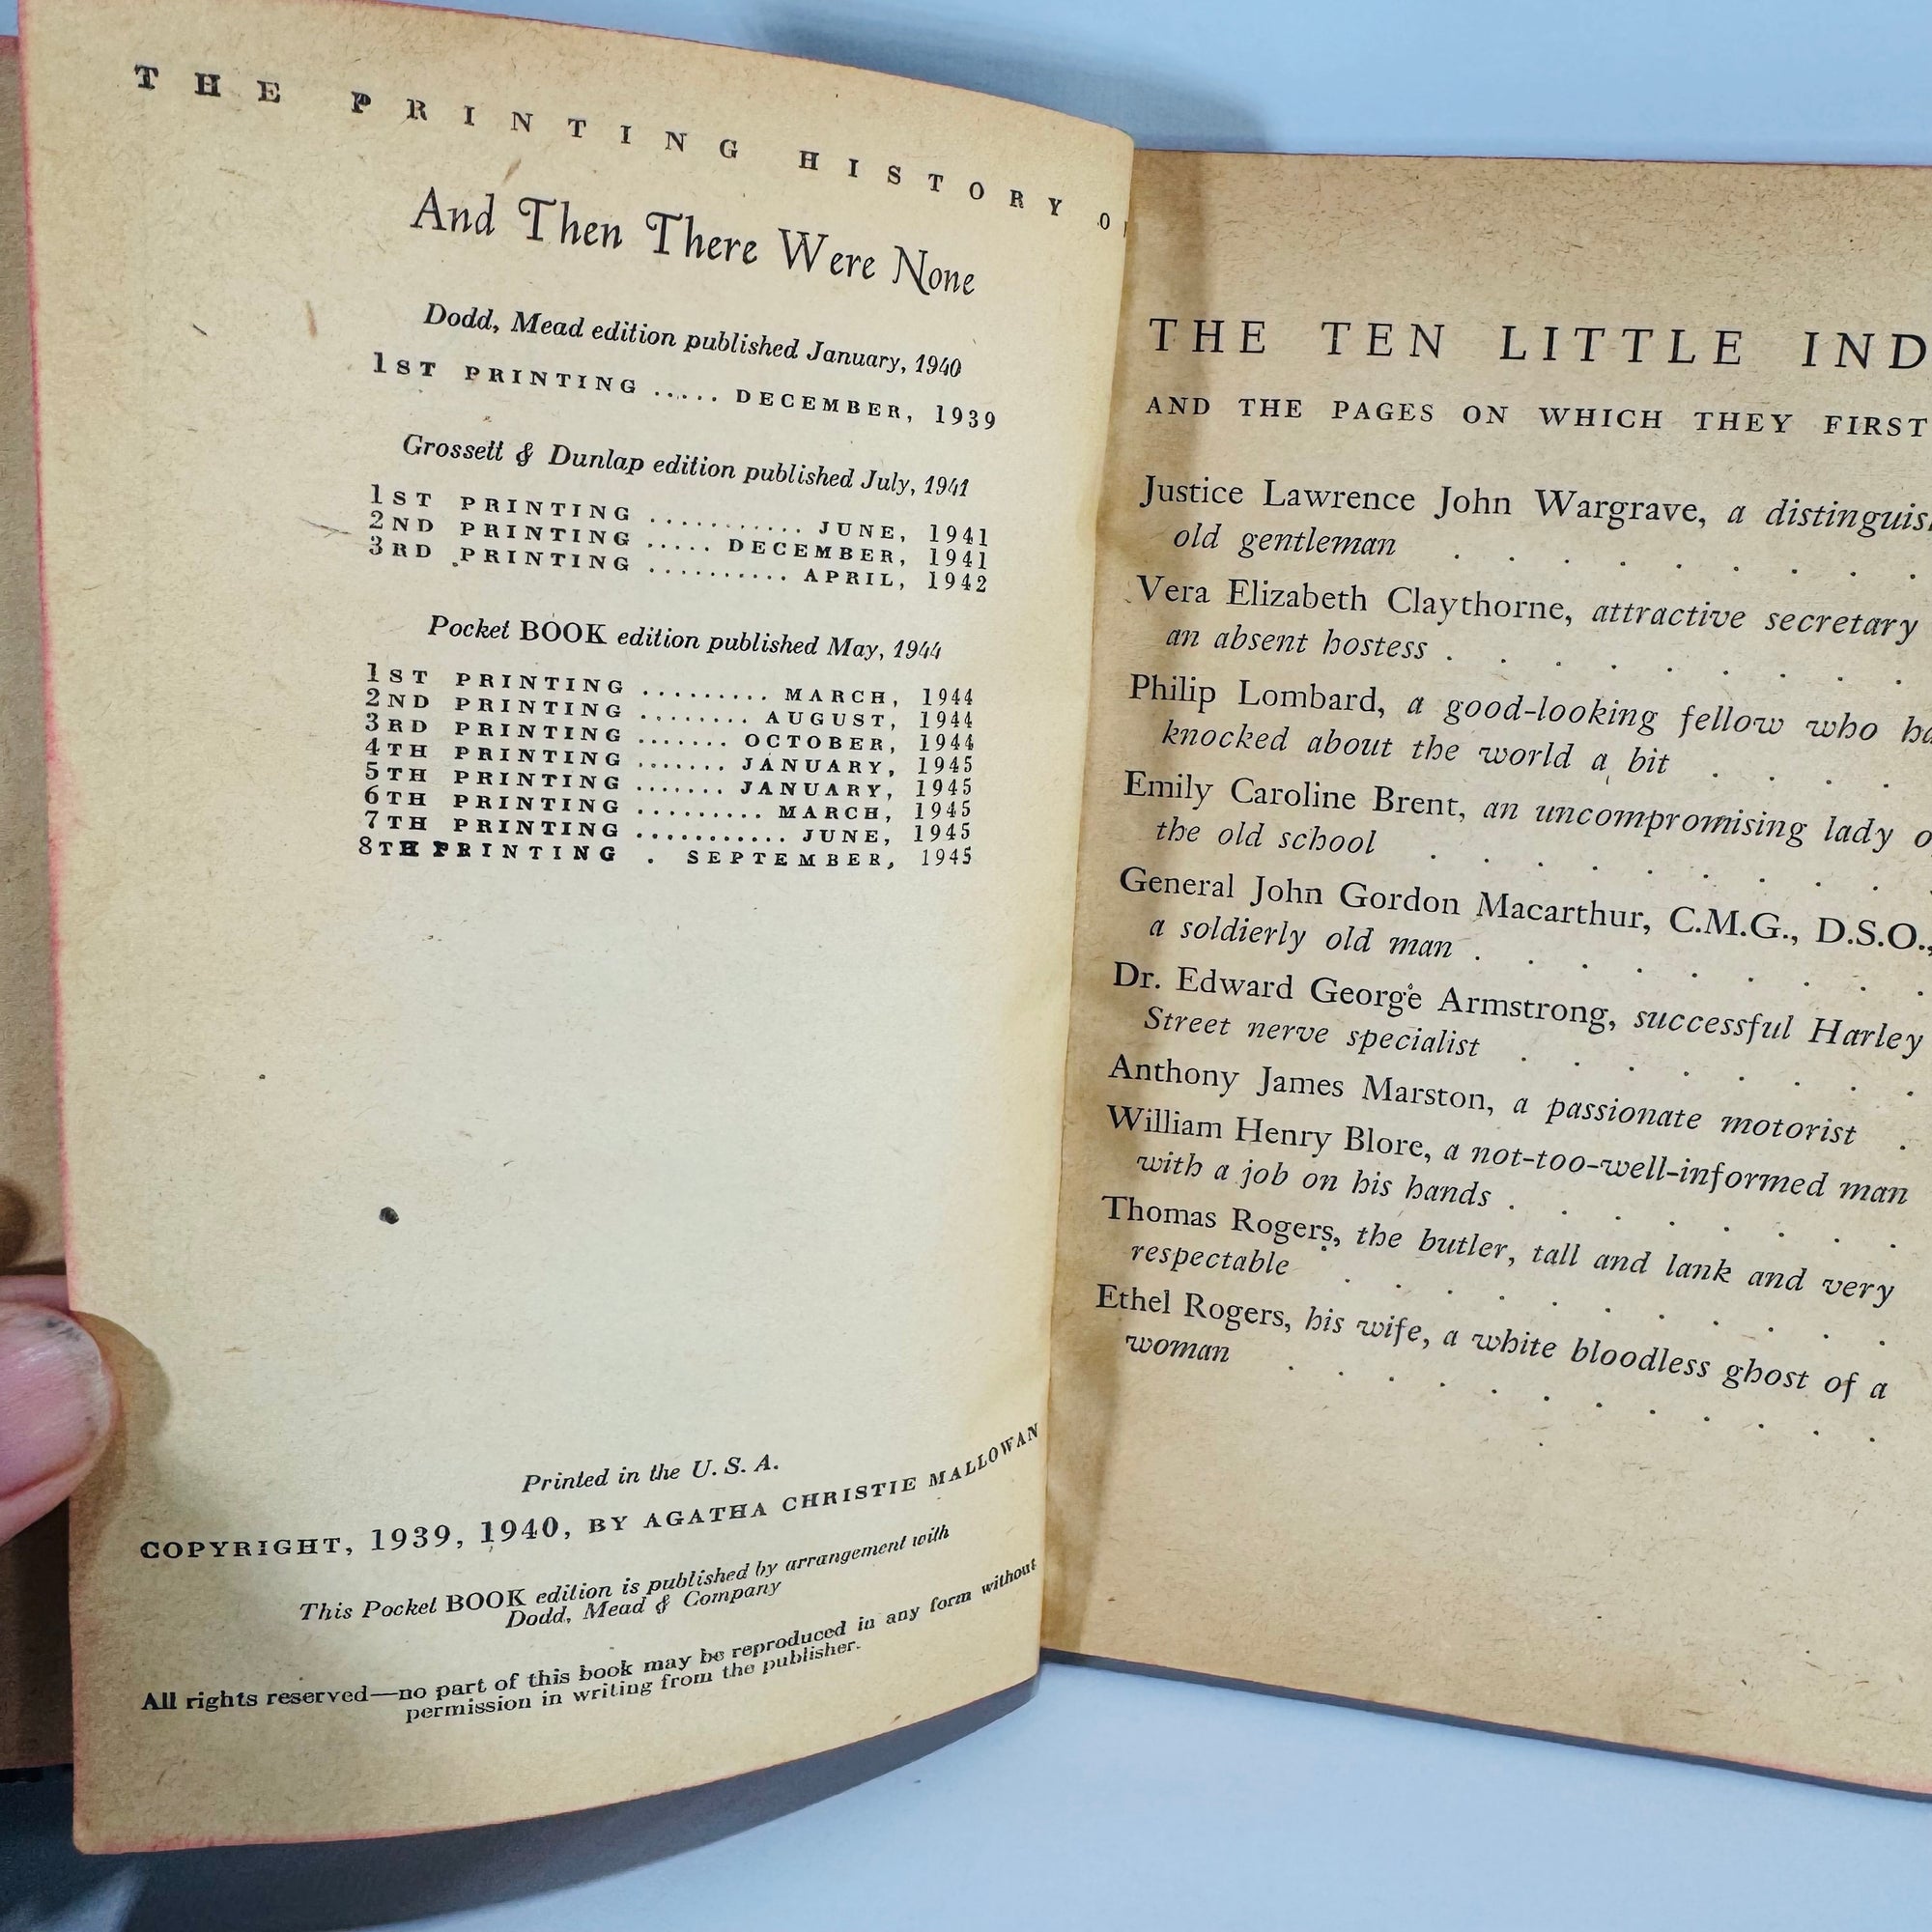 THE PRINTING HISTORY
And Then There Were None
Dodd, Mead edition published January, 1940
1ST PRINTING ..... DECEMBER, 1939
Grosset & Dunlap edition published July, 1941
1ST PRINTING ........... JUNE, 1941
2ND PRINTING ..... DECEMBER, 1941
3RD PRINTING .......... APRIL, 1942
Pocket BOOK edition published May, 1944
1ST PRINTING ......... MARCH, 1944
2ND PRINTING ........ AUGUST, 1944
3RD PRINTING ....... OCTOBER, 1944
4TH PRINTING ....... JANUARY, 1945
5TH PRINTING ....... JANUARY, 1945
6TH PRINTING ......... MARCH, 1945
7TH PRINTING ........... JUNE, 1945
8TH PRINTING . SEPTEMBER, 1945
Printed in the U. S. A.
COPYRIGHT, 1939, 1940, BY AGATHA CHRISTIE MALLOWAN
This Pocket BOOK edition is published by arrangement with
Dodd, Mead & Company
All rights reserved—no part of this book may be reproduced in any form without
permission in writing from the publisher.
THE TEN LITTLE
AND THE PAGES ON WHICH THEY FIRST
Justice Lawrence John Wargrave, a
old gentleman . . . . . . . . .
Vera Elizabeth Claythorne, attractive secretary
an absent hostess . . . . . . . . .
Philip Lombard, a good-looking fellow who
knocked about the world a bit . . . .
Emily Caroline Brent, an uncompromising lady
the old school . . . . . . . . . .
General John Gordon Macarthur, C.M.G., D.S.O.,
a soldierly old man . . . . . . . . .
Dr. Edward George Armstrong, successful Harley
Street nerve specialist . . . . . . . .
Anthony James Marston, a passionate motorist .
William Henry Blore, a not-too-well-informed man
with a job on his hands . . . . . . . .
Thomas Rogers, the butler, tall and lank and very
respectable . . . . . . . . . . .
Ethel Rogers, his wife, a white bloodless ghost of a
woman . . . . . . . . . . . .